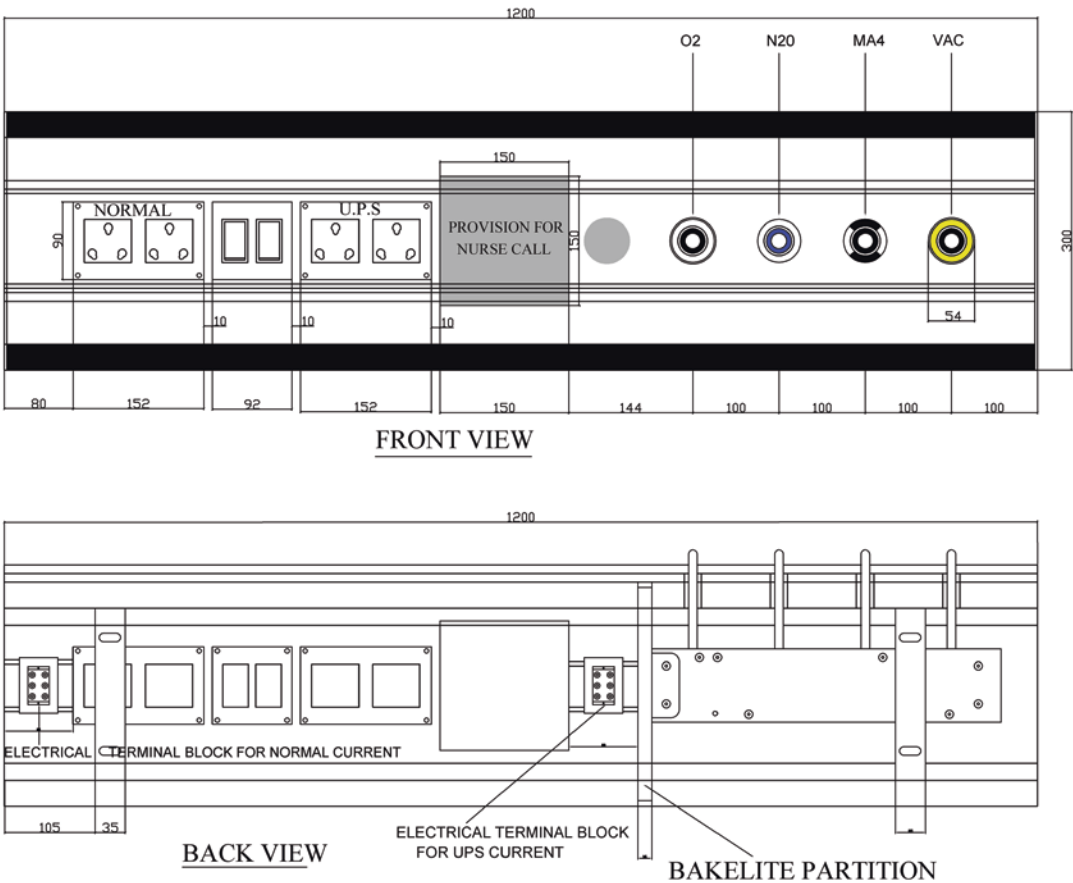 1200
O2 N20 MA4 VAC
150
NORMAL
U.P.S
PROVISION FOR
NURSE CALL
90
150
300
10 10 10
54
80 152 92 152 150 144 100 100 100 100
FRONT VIEW
1200
ELECTRICAL TERMINAL BLOCK FOR NORMAL CURRENT
105 35
ELECTRICAL TERMINAL BLOCK
FOR UPS CURRENT
BACK VIEW
BAKELITE PARTITION